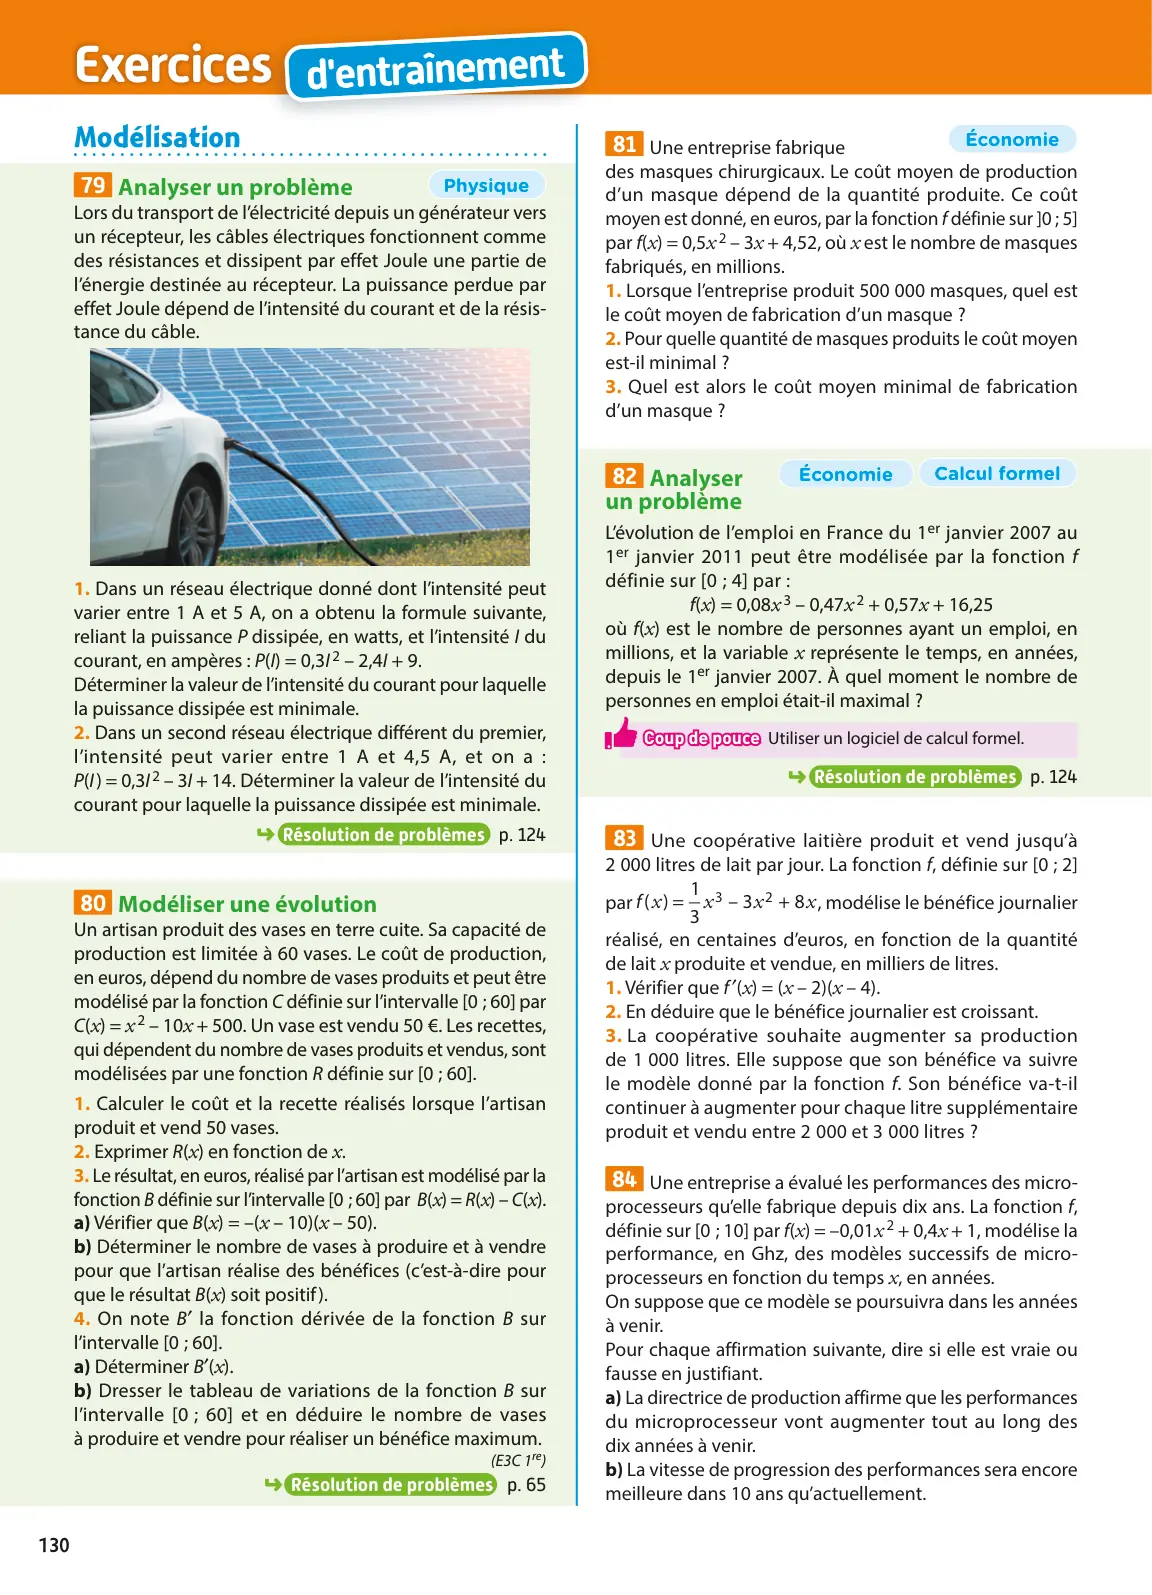 Exercices d'entraînement
Modélisation
79 Analyser un problème Physique
Lors du transport de l'électricité depuis un générateur vers
un récepteur, les câbles électriques fonctionnent comme
des résistances et dissipent par effet Joule une partie de
l'énergie destinée au récepteur. La puissance perdue par
effet Joule dépend de l'intensité du courant et de la résis-
tance du câble.
1. Dans un réseau électrique donné dont l'intensité peut
varier entre 1 A et 5 A, on a obtenu la formule suivante,
reliant la puissance P dissipée, en watts, et l'intensité I du
courant, en ampères : P(I) = 0,3I² – 2,4I + 9.
Déterminer la valeur de l'intensité du courant pour laquelle
la puissance dissipée est minimale.
2. Dans un second réseau électrique différent du premier,
l'intensité peut varier entre 1 A et 4,5 A, et on a :
P(I) = 0,3I² – 3I + 14. Déterminer la valeur de l'intensité du
courant pour laquelle la puissance dissipée est minimale.
↪ Résolution de problèmes p. 124
80 Modéliser une évolution
Un artisan produit des vases en terre cuite. Sa capacité de
production est limitée à 60 vases. Le coût de production,
en euros, dépend du nombre de vases produits et peut être
modélisé par la fonction C définie sur l'intervalle [0 ; 60] par
C(x) = x² – 10x + 500. Un vase est vendu 50 €. Les recettes,
qui dépendent du nombre de vases produits et vendus, sont
modélisées par une fonction R définie sur [0 ; 60].
1. Calculer le coût et la recette réalisés lorsque l'artisan
produit et vend 50 vases.
2. Exprimer R(x) en fonction de x.
3. Le résultat, en euros, réalisé par l'artisan est modélisé par la
fonction B définie sur l'intervalle [0 ; 60] par B(x) = R(x) – C(x).
a) Vérifier que B(x) = –(x – 10)(x – 50).
b) Déterminer le nombre de vases à produire et à vendre
pour que l'artisan réalise des bénéfices (c'est-à-dire pour
que le résultat B(x) soit positif).
4. On note B′ la fonction dérivée de la fonction B sur
l'intervalle [0 ; 60].
a) Déterminer B′(x).
b) Dresser le tableau de variations de la fonction B sur
l'intervalle [0 ; 60] et en déduire le nombre de vases
à produire et vendre pour réaliser un bénéfice maximum.
(E3C 1re)
↪ Résolution de problèmes p. 65
81 Une entreprise fabrique Économie
des masques chirurgicaux. Le coût moyen de production
d'un masque dépend de la quantité produite. Ce coût
moyen est donné, en euros, par la fonction f définie sur ]0 ; 5]
par f(x) = 0,5x² – 3x + 4,52, où x est le nombre de masques
fabriqués, en millions.
1. Lorsque l'entreprise produit 500 000 masques, quel est
le coût moyen de fabrication d'un masque ?
2. Pour quelle quantité de masques produits le coût moyen
est-il minimal ?
3. Quel est alors le coût moyen minimal de fabrication
d'un masque ?
82 Analyser Économie Calcul formel
un problème
L'évolution de l'emploi en France du 1er janvier 2007 au
1er janvier 2011 peut être modélisée par la fonction f
définie sur [0 ; 4] par :
f(x) = 0,08x³ – 0,47x² + 0,57x + 16,25
où f(x) est le nombre de personnes ayant un emploi, en
millions, et la variable x représente le temps, en années,
depuis le 1er janvier 2007. À quel moment le nombre de
personnes en emploi était-il maximal ?
Coup de pouce Utiliser un logiciel de calcul formel.
↪ Résolution de problèmes p. 124
83 Une coopérative laitière produit et vend jusqu'à
2 000 litres de lait par jour. La fonction f, définie sur [0 ; 2]
par f(x) = 1/3 x³ – 3x² + 8x, modélise le bénéfice journalier
réalisé, en centaines d'euros, en fonction de la quantité
de lait x produite et vendue, en milliers de litres.
1. Vérifier que f′(x) = (x – 2)(x – 4).
2. En déduire que le bénéfice journalier est croissant.
3. La coopérative souhaite augmenter sa production
de 1 000 litres. Elle suppose que son bénéfice va suivre
le modèle donné par la fonction f. Son bénéfice va-t-il
continuer à augmenter pour chaque litre supplémentaire
produit et vendu entre 2 000 et 3 000 litres ?
84 Une entreprise a évalué les performances des micro-
processeurs qu'elle fabrique depuis dix ans. La fonction f,
définie sur [0 ; 10] par f(x) = –0,01x² + 0,4x + 1, modélise la
performance, en Ghz, des modèles successifs de micro-
processeurs en fonction du temps x, en années.
On suppose que ce modèle se poursuivra dans les années
à venir.
Pour chaque affirmation suivante, dire si elle est vraie ou
fausse en justifiant.
a) La directrice de production affirme que les performances
du microprocesseur vont augmenter tout au long des
dix années à venir.
b) La vitesse de progression des performances sera encore
meilleure dans 10 ans qu'actuellement.
130